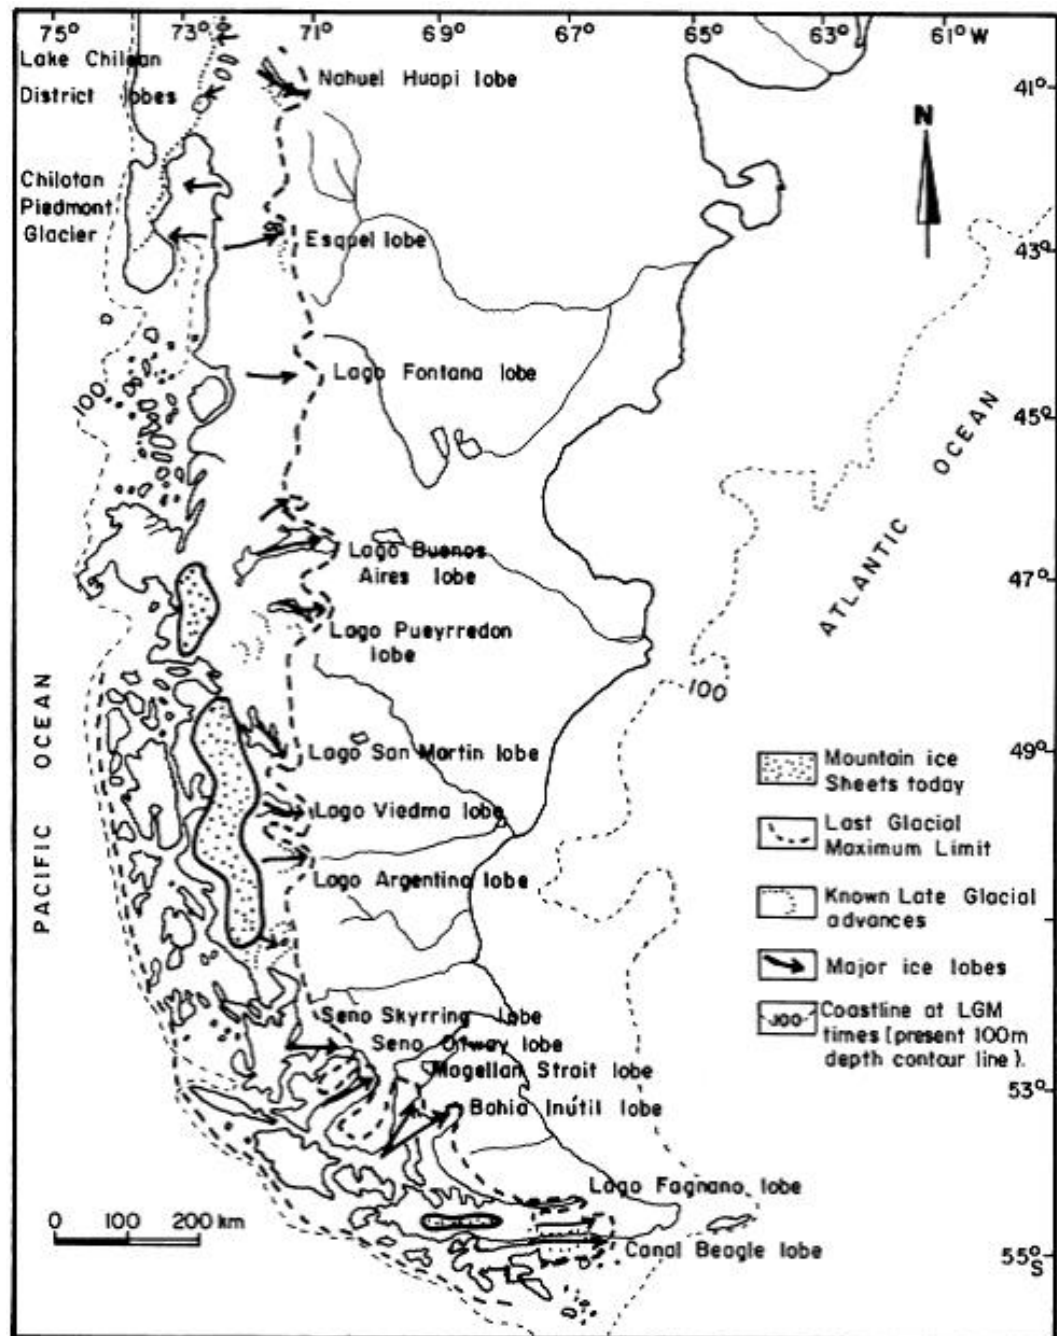 75° 73° 71° 69° 67° 65° 63° 61° W
Lake Chilean
District lobes
Nahuel Huapi lobe
41°
N
Chilotan
Piedmont
Glacier
Esquel lobe
43°
Lago Fontana lobe
100
45°
ATLANTIC OCEAN
Lago Buenos
Aires lobe
47°
Lago Pueyrredon
lobe
100
PACIFIC OCEAN
Lago San Martin lobe
49°
Lago Viedma lobe
Lago Argentino lobe
Mountain ice
Sheets today
Last Glacial
Maximum Limit
Known Late Glacial
advances
Major ice lobes
100
Coastline at LGM
times (present 100m
depth contour line).
Seno Skyrring lobe
Seno Otway lobe
Magellan Strait lobe
53°
Bahia Inútil lobe
Lago Fagnano lobe
0 100 200 km
Canal Beagle lobe
55°
S